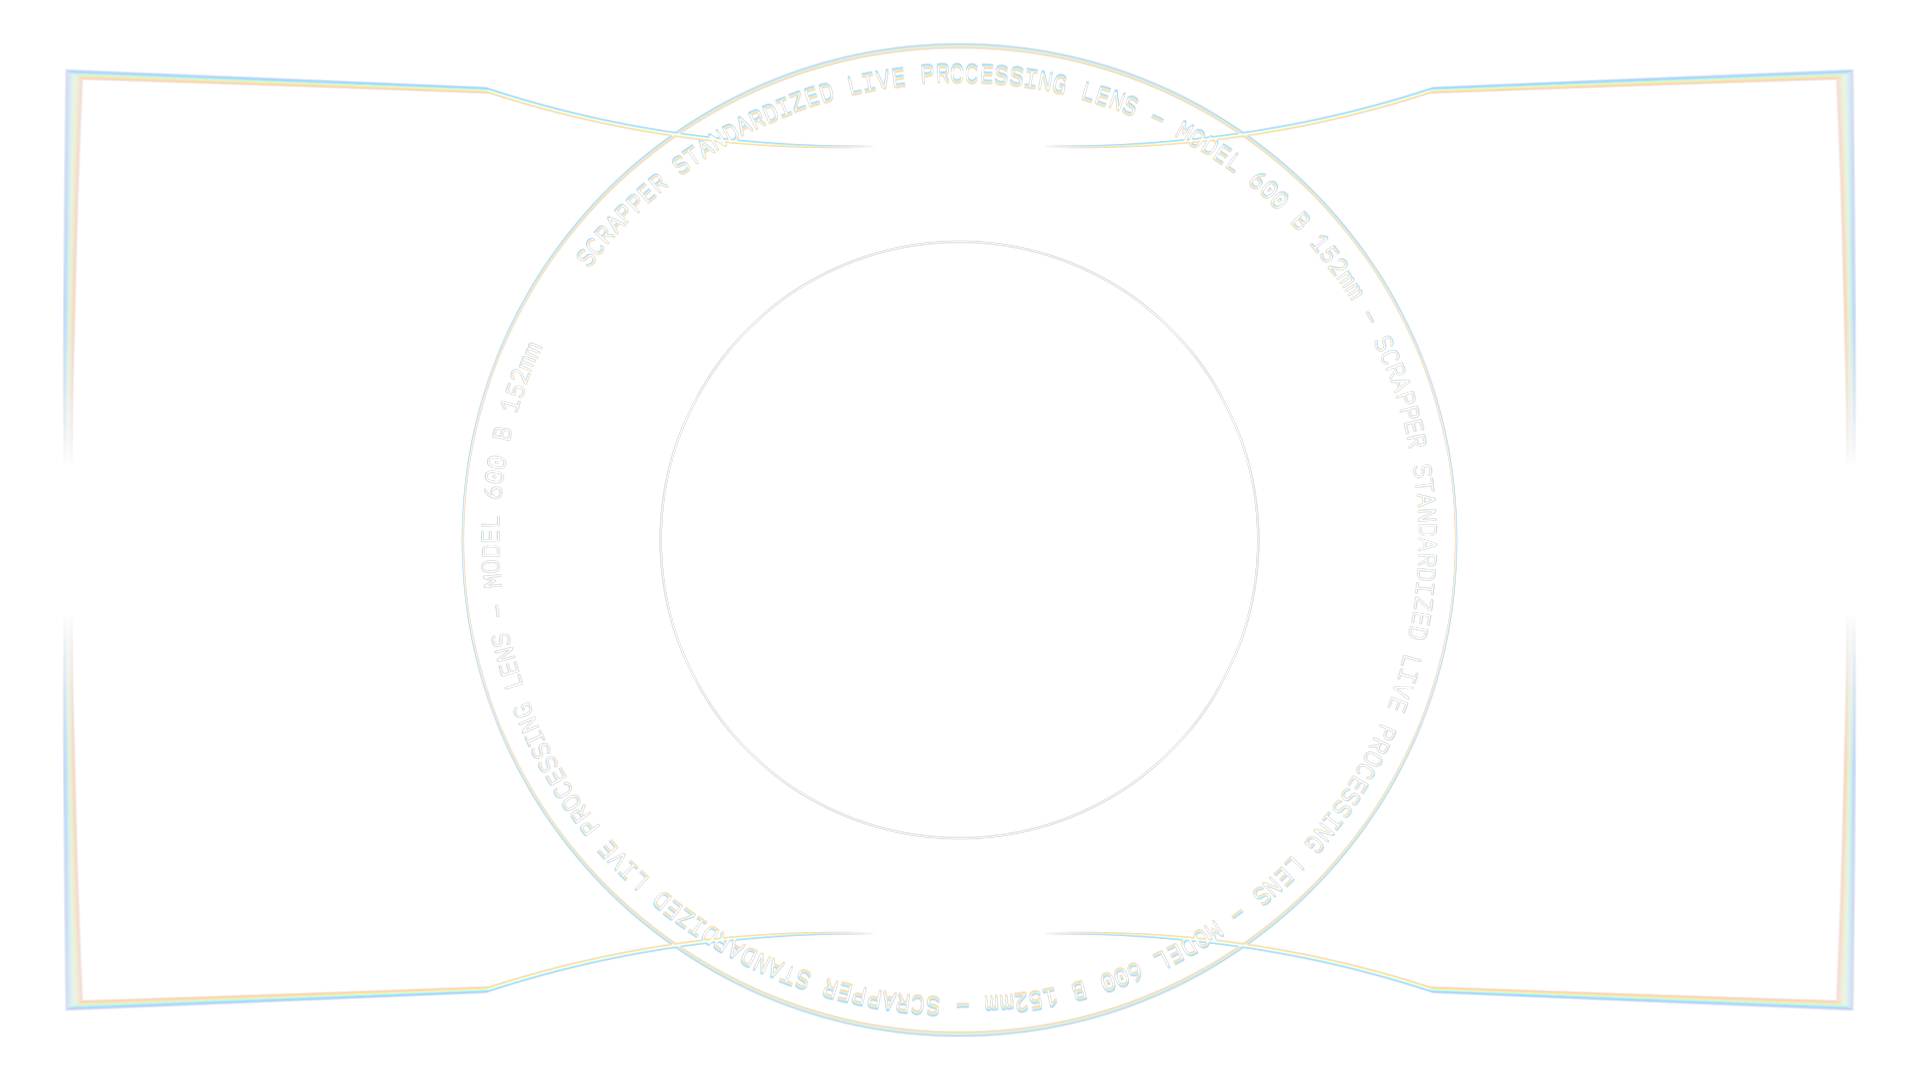 SCRAPPER STANDARDIZED LIVE PROCESSING LENS – MODEL 600 B 152mm – SCRAPPER STANDARDIZED LIVE PROCESSING LENS – MODEL 600 B 152mm – SCRAPPER STANDARDIZED LIVE PROCESSING LENS – MODEL 600 B 152mm